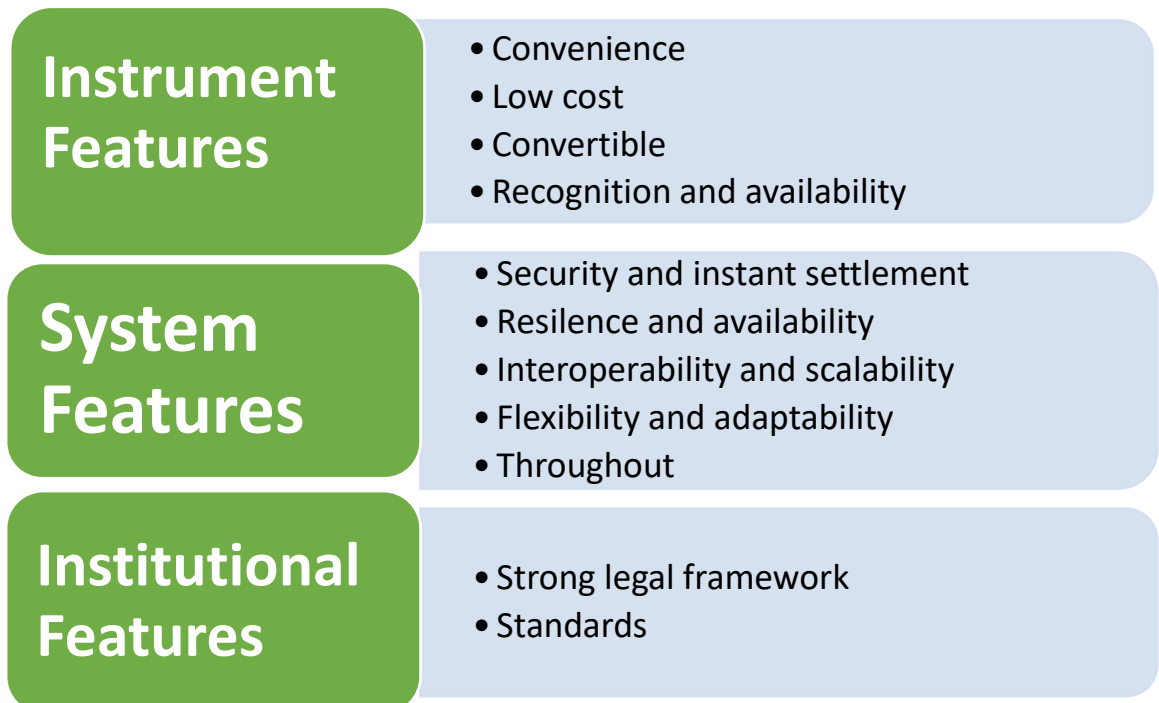 Instrument
Features
• Convenience
• Low cost
• Convertible
• Recognition and availability
System
Features
• Security and instant settlement
• Resilence and availability
• Interoperability and scalability
• Flexibility and adaptability
• Throughout
Institutional
Features
• Strong legal framework
• Standards